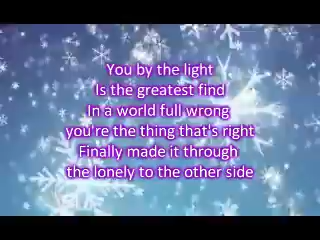 You by the light
Is the greatest find
In a world full wrong
you're the thing that's right
Finally made it through
the lonely to the other side